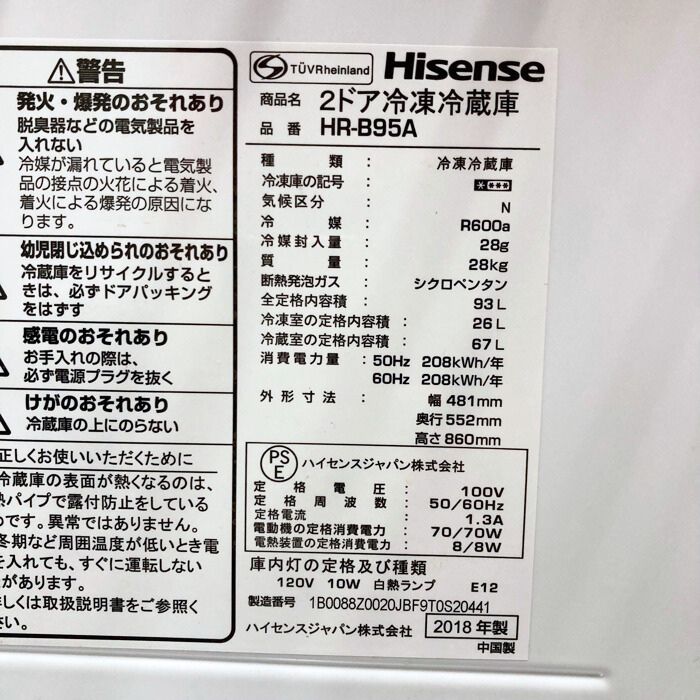 ⚠警告
発火・爆発のおそれあり
脱臭器などの電気製品を
入れない
冷媒が漏れていると電気製
品の接点の火花による着火、
着火による爆発の原因にな
ります。
幼児閉じ込められのおそれあり
冷蔵庫をリサイクルすると
きは、必ずドアパッキング
をはずす
感電のおそれあり
お手入れの際は、
必ず電源プラグを抜く
けがのおそれあり
冷蔵庫の上にのらない
正しくお使いいただくために
冷蔵庫の表面が熱くなるのは、
熱パイプで露付防止をしている
のです。異常ではありません。
冬期など周囲温度が低いとき電
を入れても、すぐに運転しない
しくは取扱説明書をご参照くだ
い。
TÜVRheinland
Hisense
商品名 2ドア冷凍冷蔵庫
品番 HR-B95A
種類 : 冷凍冷蔵庫
冷凍庫の記号 : ****
気候区分 : N
冷媒 : R600a
冷媒封入量 : 28g
質量 : 28kg
断熱発泡ガス : シクロペンタン
全定格内容積 : 93L
冷凍室の定格内容積 : 26L
冷蔵室の定格内容積 : 67L
消費電力量 : 50Hz 208kWh/年
60Hz 208kWh/年
外形寸法 : 幅 481mm
奥行 552mm
高さ 860mm
PS
E
ハイセンスジャパン株式会社
定格電圧 : 100V
定格周波数 : 50/60Hz
定格電流 : 1.3A
電動機の定格消費電力 : 70/70W
電熱装置の定格消費電力 : 8/8W
庫内灯の定格及び種類
120V 10W 白熱ランプ E12
製造番号 1B0088Z0020JBF9T0S20441
ハイセンスジャパン株式会社 2018 年製
中国製